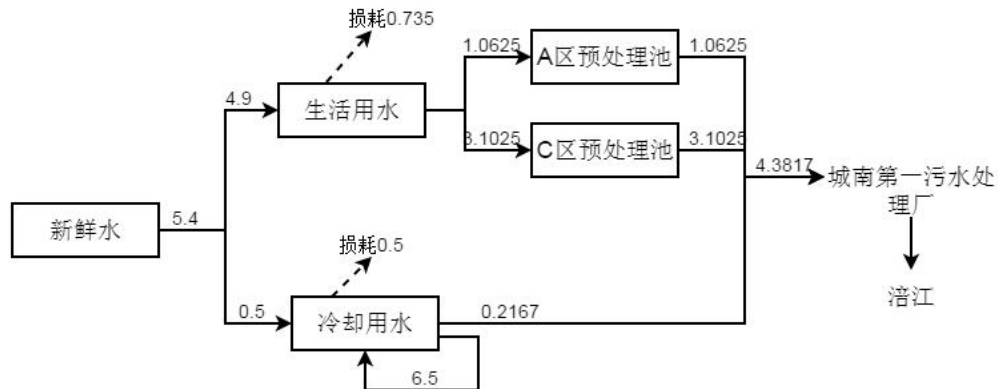 损耗0.735
1.0625
A区预处理池
1.0625
4.9
生活用水
3.1025
C区预处理池
3.1025
4.3817
城南第一污水处
理厂
新鲜水
5.4
损耗0.5
涪江
0.5
冷却用水
0.2167
6.5